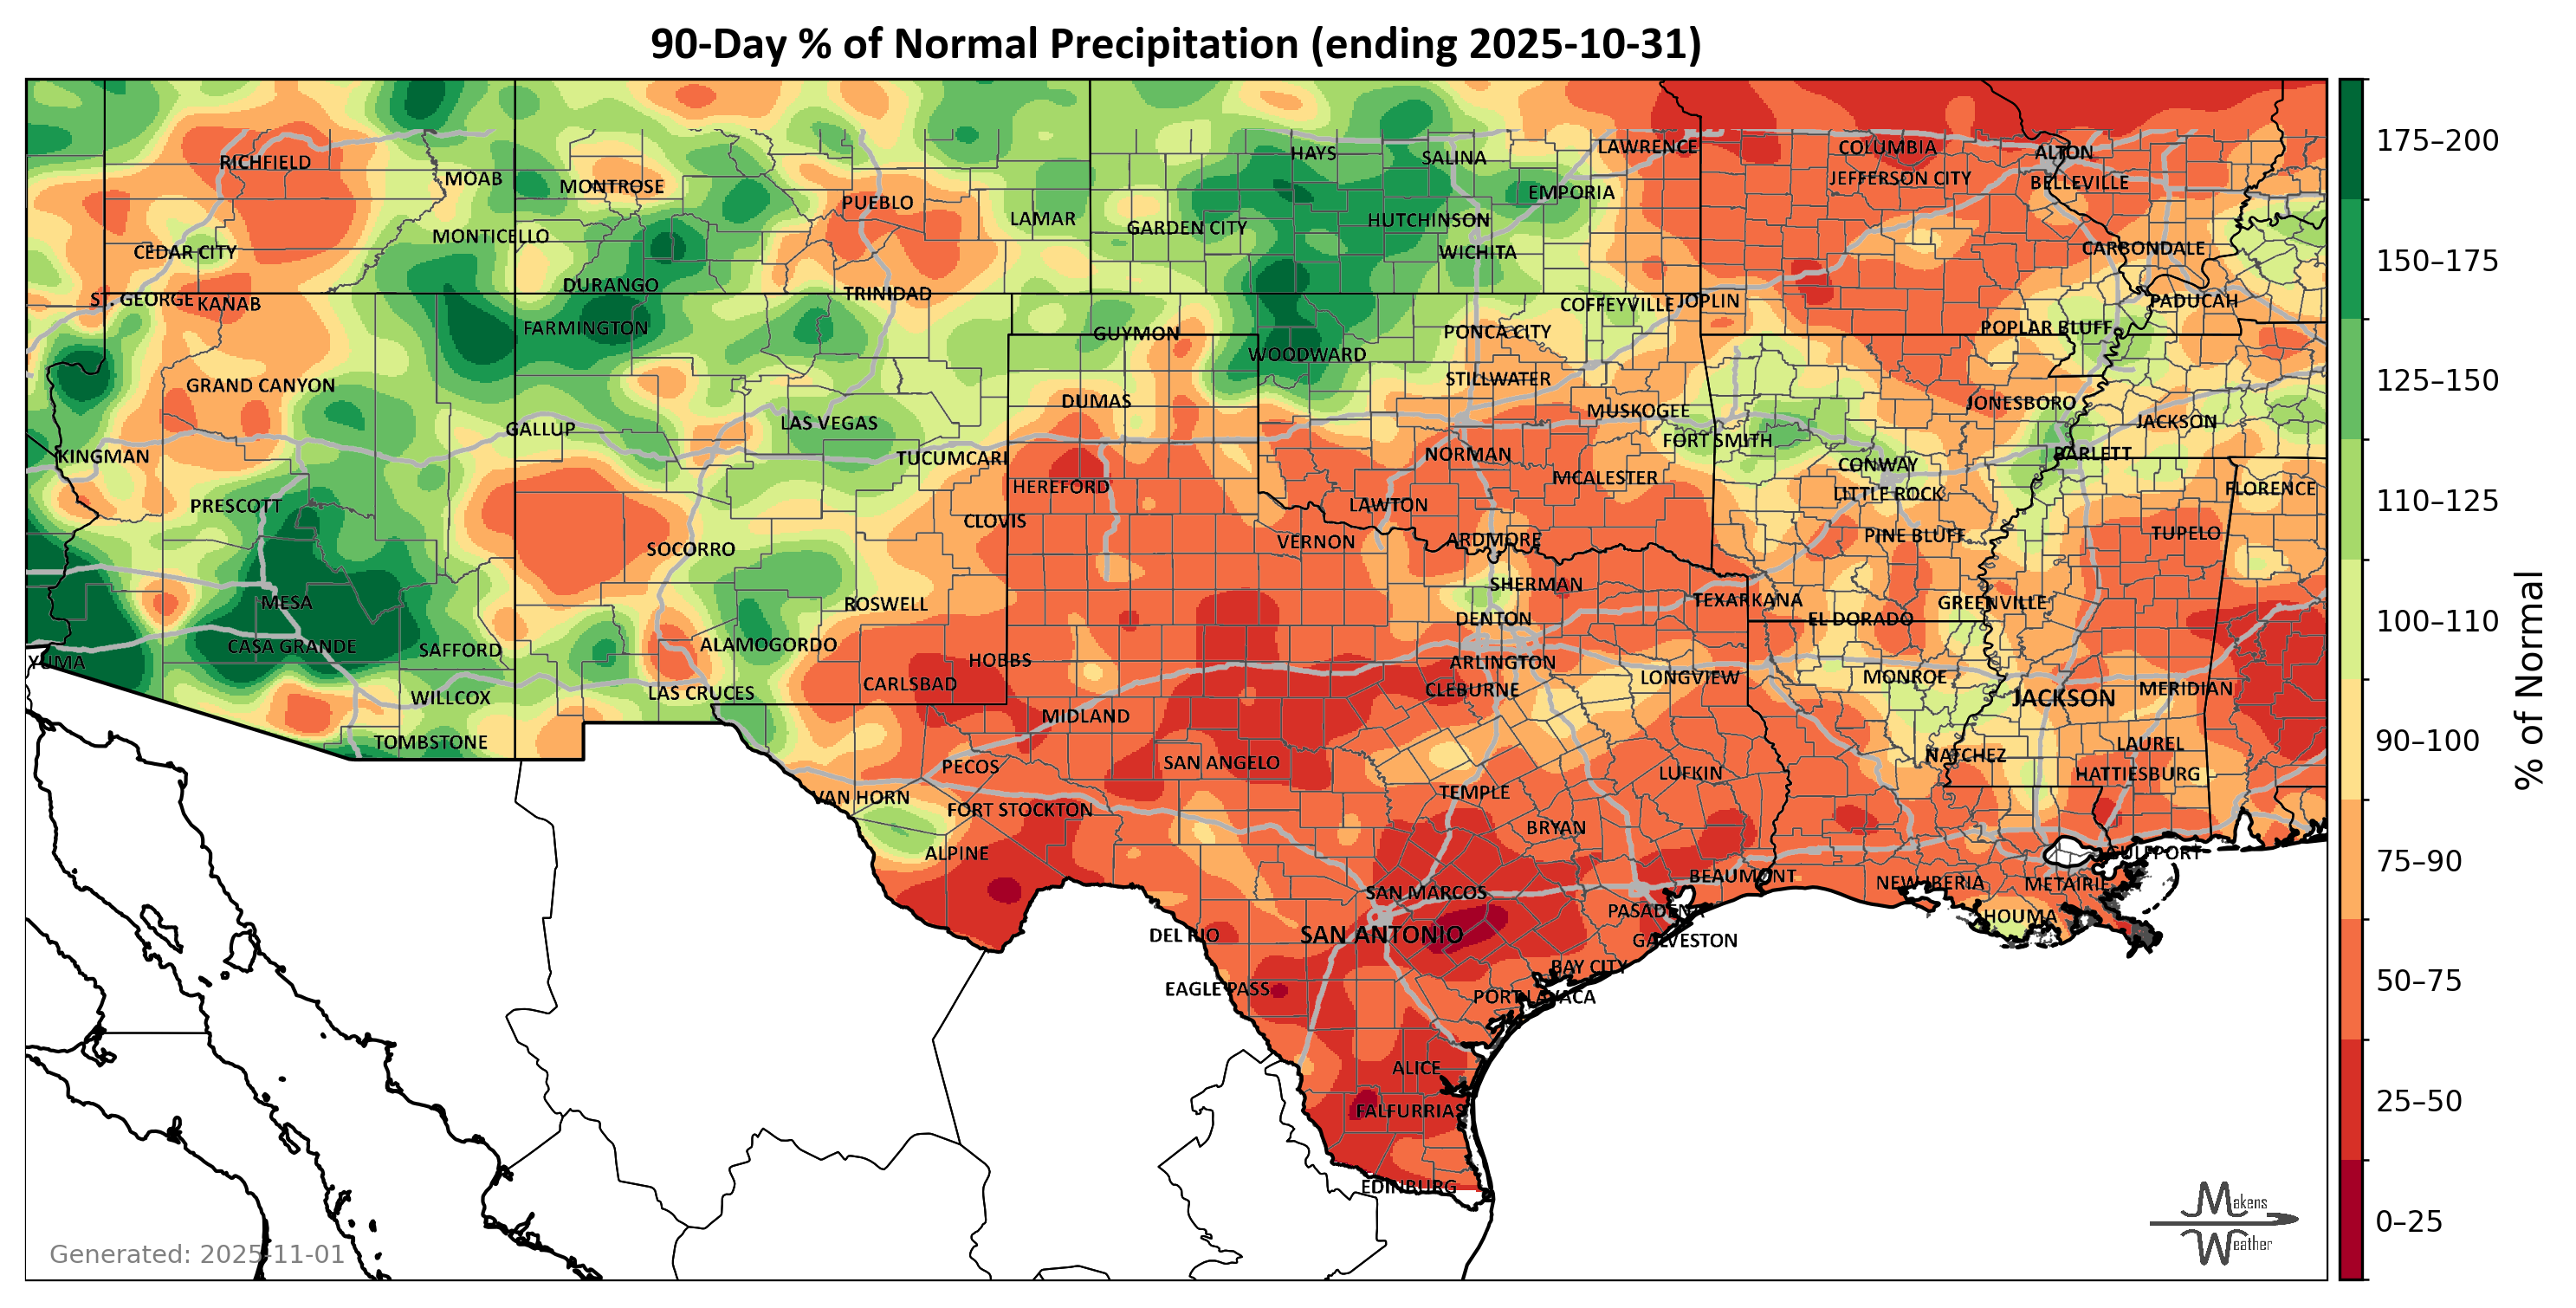 90-Day % of Normal Precipitation (ending 2025-10-31)
HAYS
SALINA
LAWRENCE
COLUMBIA
ALTON
RICHFIELD
MOAB
MONTROSE
EMPORIA
JEFFERSON CITY
BELLEVILLE
PUEBLO
LAMAR
GARDEN CITY
HUTCHINSON
MONTICELLO
WICHITA
CARBONDALE
CEDAR CITY
DURANGO
TRINIDAD
ST. GEORGE
KANAB
COFFEYVILLE
JOPLIN
PADUCAH
FARMINGTON
GUYMON
PONCA CITY
POPLAR BLUFF
WOODWARD
GRAND CANYON
STILLWATER
DUMAS
MUSKOGEE
JONESBORO
GALLUP
LAS VEGAS
JACKSON
FORT SMITH
KINGMAN
TUCUMCARI
NORMAN
BARLETT
CONWAY
HEREFORD
MCALESTER
LITTLE ROCK
FLORENCE
PRESCOTT
LAWTON
CLOVIS
SOCORRO
VERNON
ARDMORE
PINE BLUFF
TUPELO
SHERMAN
MESA
ROSWELL
TEXARKANA
GREENVILLE
DENTON
EL DORADO
CASA GRANDE
SAFFORD
ALAMOGORDO
YUMA
HOBBS
ARLINGTON
CARLSBAD
CLEBURNE
LONGVIEW
MONROE
JACKSON
MERIDIAN
WILLCOX
LAS CRUCES
MIDLAND
TOMBSTONE
NATCHEZ
LAUREL
PECOS
SAN ANGELO
LUFKIN
HATTIESBURG
VAN HORN
FORT STOCKTON
TEMPLE
BRYAN
ALPINE
GULFPORT
SAN MARCOS
BEAUMONT
NEW IBERIA
METAIRIE
PASADENA
HOUMA
DEL RIO
SAN ANTONIO
GALVESTON
BAY CITY
EAGLE PASS
PORT LAVACA
ALICE
FALFURRIAS
EDINBURG
175–200
150–175
125–150
110–125
100–110
90–100
75–90
50–75
25–50
0–25
% of Normal
Generated: 2025-11-01
Makens
Weather